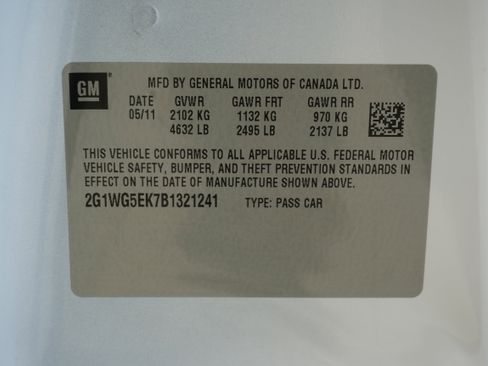 GM ® MFD BY GENERAL MOTORS OF CANADA LTD.
DATE GVWR GAWR FRT GAWR RR
05/11 2102 KG 1132 KG 970 KG
4632 LB 2495 LB 2137 LB
THIS VEHICLE CONFORMS TO ALL APPLICABLE U.S. FEDERAL MOTOR
VEHICLE SAFETY, BUMPER, AND THEFT PREVENTION STANDARDS IN
EFFECT ON THE DATE OF MANUFACTURE SHOWN ABOVE.
2G1WG5EK7B1321241 TYPE: PASS CAR